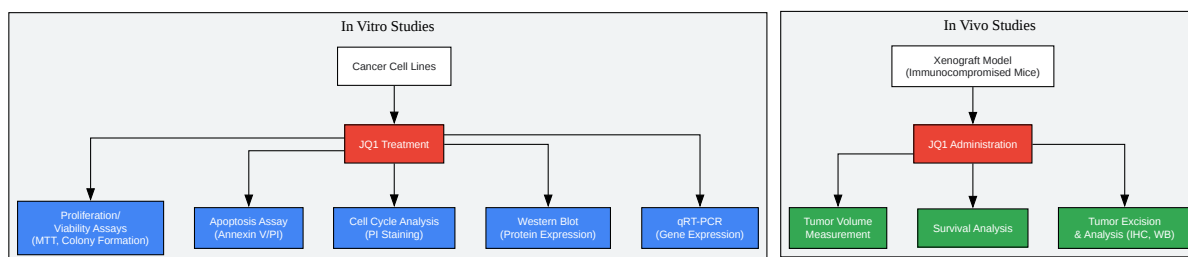 In Vitro Studies
Cancer Cell Lines
JQ1 Treatment
Proliferation/
Viability Assays
(MTT, Colony Formation)
Apoptosis Assay
(Annexin V/PI)
Cell Cycle Analysis
(PI Staining)
Western Blot
(Protein Expression)
qRT-PCR
(Gene Expression)
In Vivo Studies
Xenograft Model
(Immunocompromised Mice)
JQ1 Administration
Tumor Volume
Measurement
Survival Analysis
Tumor Excision
& Analysis (IHC, WB)